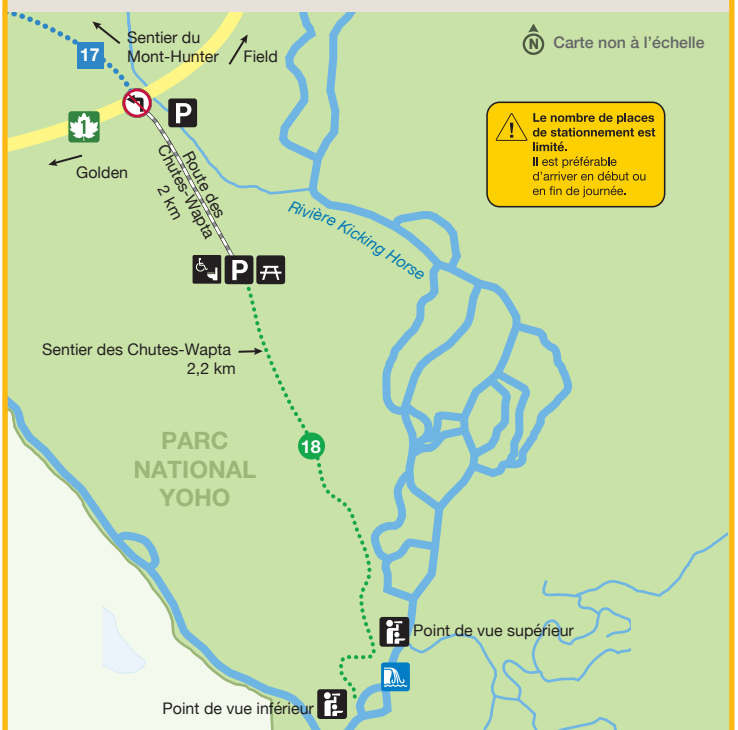 Sentier du
Mont-Hunter
Field
17
N
Carte non à l'échelle
1
P
Golden
Le nombre de places
de stationnement est
limité.
Il est préférable
d'arriver en début ou
en fin de journée.
Route des
Chutes-Wapta
2 km
Rivière Kicking Horse
P
Sentier des Chutes-Wapta
2,2 km
18
PARC
NATIONAL
YOHO
Point de vue supérieur
Point de vue inférieur